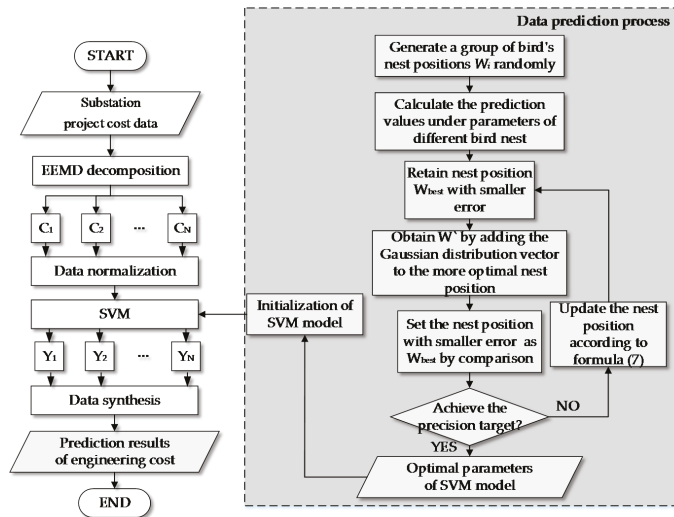 START
Substation
project cost data
EEMD decomposition
C1 C2 ... CN
Data normalization
SVM
Y1 Y2 ... YN
Data synthesis
Prediction results
of engineering cost
END
Data prediction process
Generate a group of bird's
nest positions Wi randomly
Calculate the prediction
values under parameters of
different bird nest
Retain nest position
Wbest with smaller
error
Obtain W` by adding the
Gaussian distribution vector
to the more optimal nest
position
Set the nest position
with smaller error as
Wbest by comparison
Achieve the
precision target?
NO
YES
Update the nest
position
according to
formula (7)
Optimal parameters
of SVM model
Initialization of
SVM model